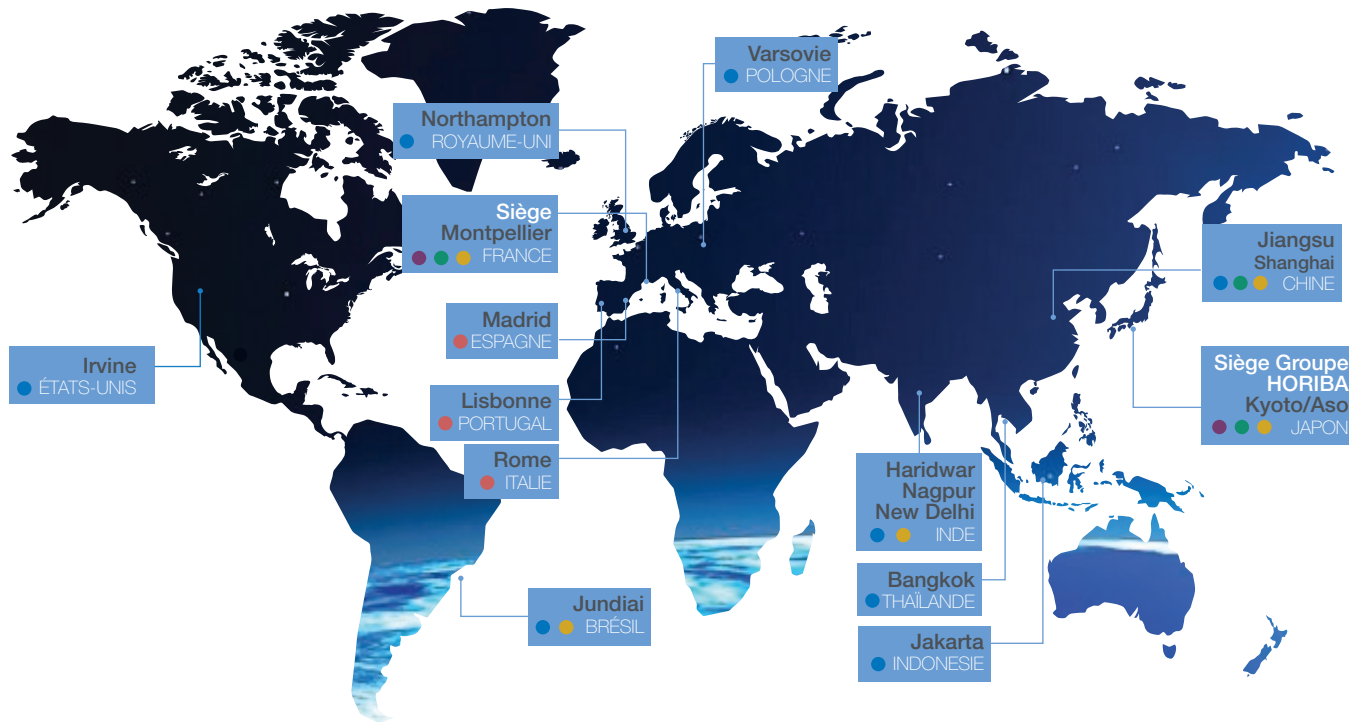 Varsovie
POLOGNE
Northampton
ROYAUME-UNI
Siège
Montpellier
FRANCE
Madrid
ESPAGNE
Irvine
ÉTATS-UNIS
Lisbonne
PORTUGAL
Rome
ITALIE
Jundiai
BRÉSIL
Jiangsu
Shanghai
CHINE
Siège Groupe
HORIBA
Kyoto/Aso
JAPON
Haridwar
Nagpur
New Delhi
INDE
Bangkok
THAÏLANDE
Jakarta
INDONESIE